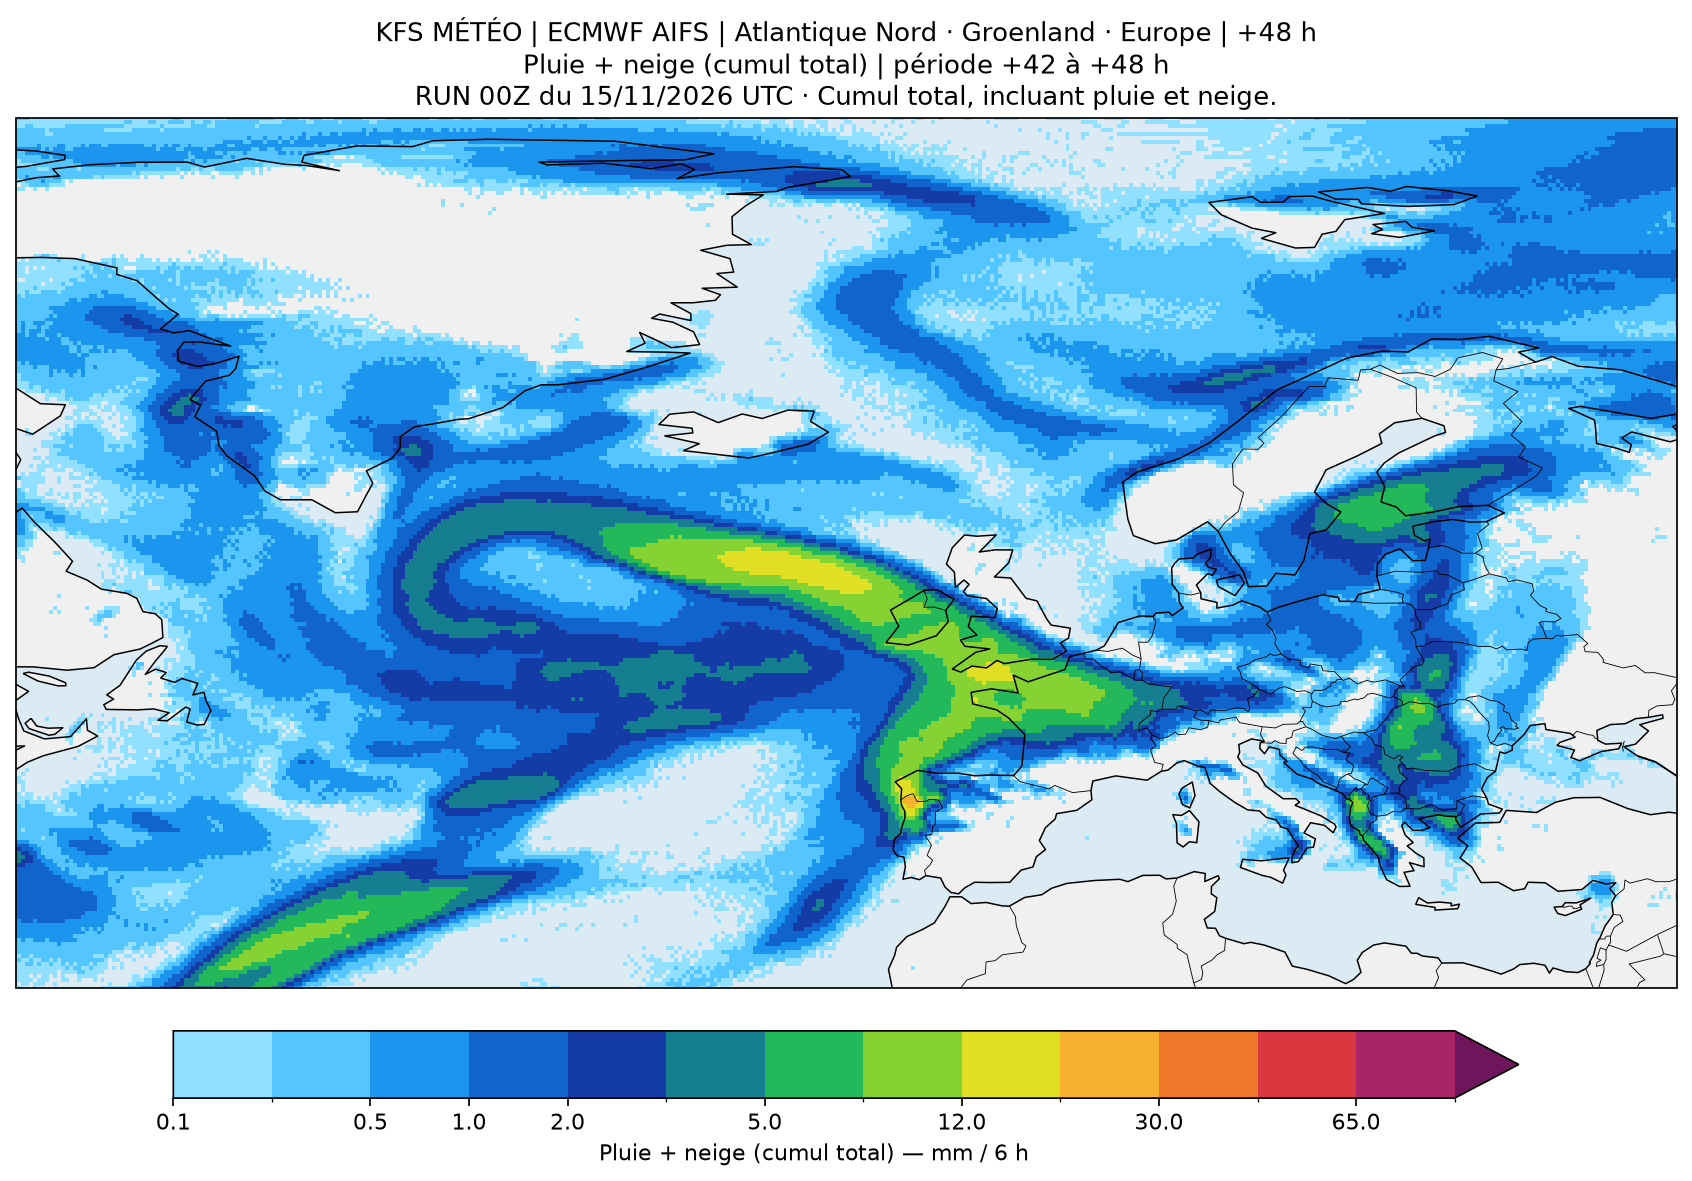 KFS MÉTÉO | ECMWF AIFS | Atlantique Nord · Groenland · Europe | +48 h
Pluie + neige (cumul total) | période +42 à +48 h
RUN 00Z du 15/11/2026 UTC · Cumul total, incluant pluie et neige.
0.1 0.5 1.0 2.0 5.0 12.0 30.0 65.0
Pluie + neige (cumul total) — mm / 6 h